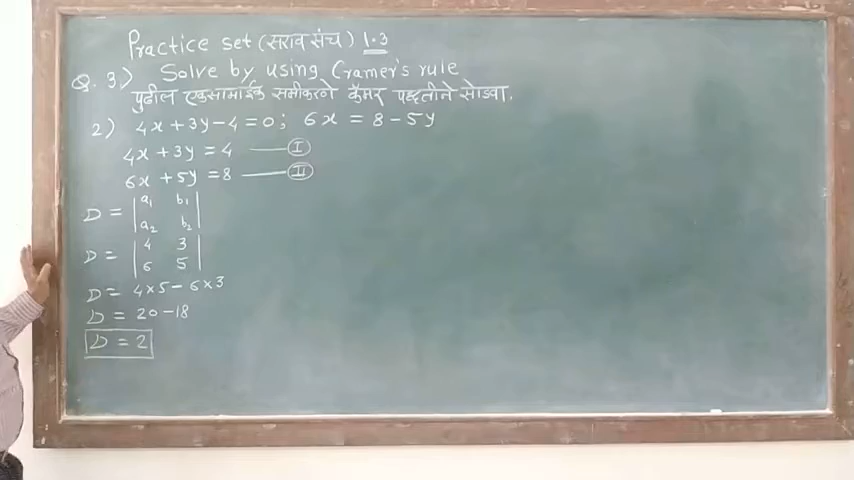 Practice set (सराव संच) 1.3
Q. 3) Solve by using Cramer's rule
पुढील एकसामाईक समीकरणे क्रॅमर पद्धतीने सोडवा.
2) 4x + 3y - 4 = 0; 6x = 8 - 5y
4x + 3y = 4 —— I
6x + 5y = 8 —— II
D = | a₁ b₁ |
| a₂ b₂ |
D = | 4 3 |
| 6 5 |
D = 4 × 5 - 6 × 3
D = 20 - 18
D = 2